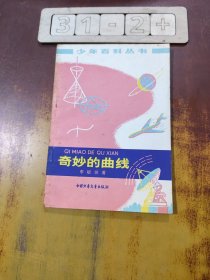 31-2+
少年百科丛书
QI MIAO DE QU XIAN
奇妙的曲线
著
中国少年儿童出版社